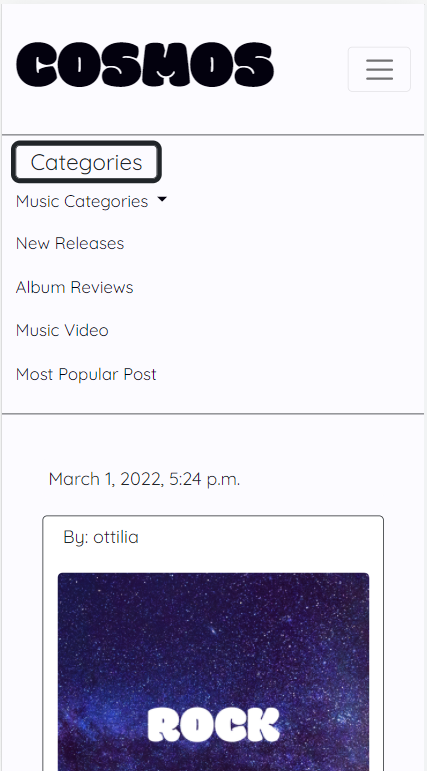 COSMOS
Categories
Music Categories
New Releases
Album Reviews
Music Video
Most Popular Post
March 1, 2022, 5:24 p.m.
By: ottilia
ROCK